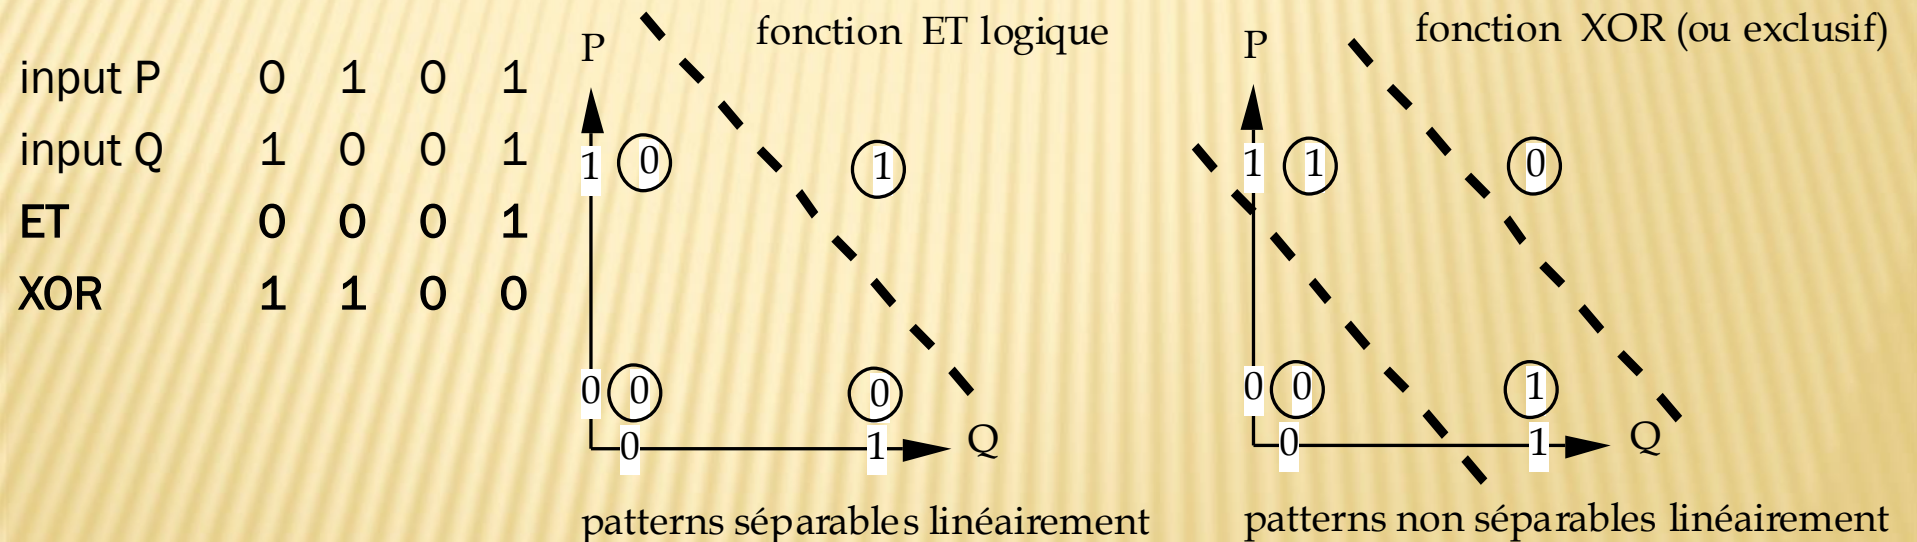 input P 0 1 0 1
input Q 1 0 0 1
ET 0 0 0 1
XOR 1 1 0 0
fonction ET logique
P
1 0 1
0 0 0
0 1 Q
patterns séparables linéairement
fonction XOR (ou exclusif)
P
1 1 0
0 0 1
0 1 Q
patterns non séparables linéairement